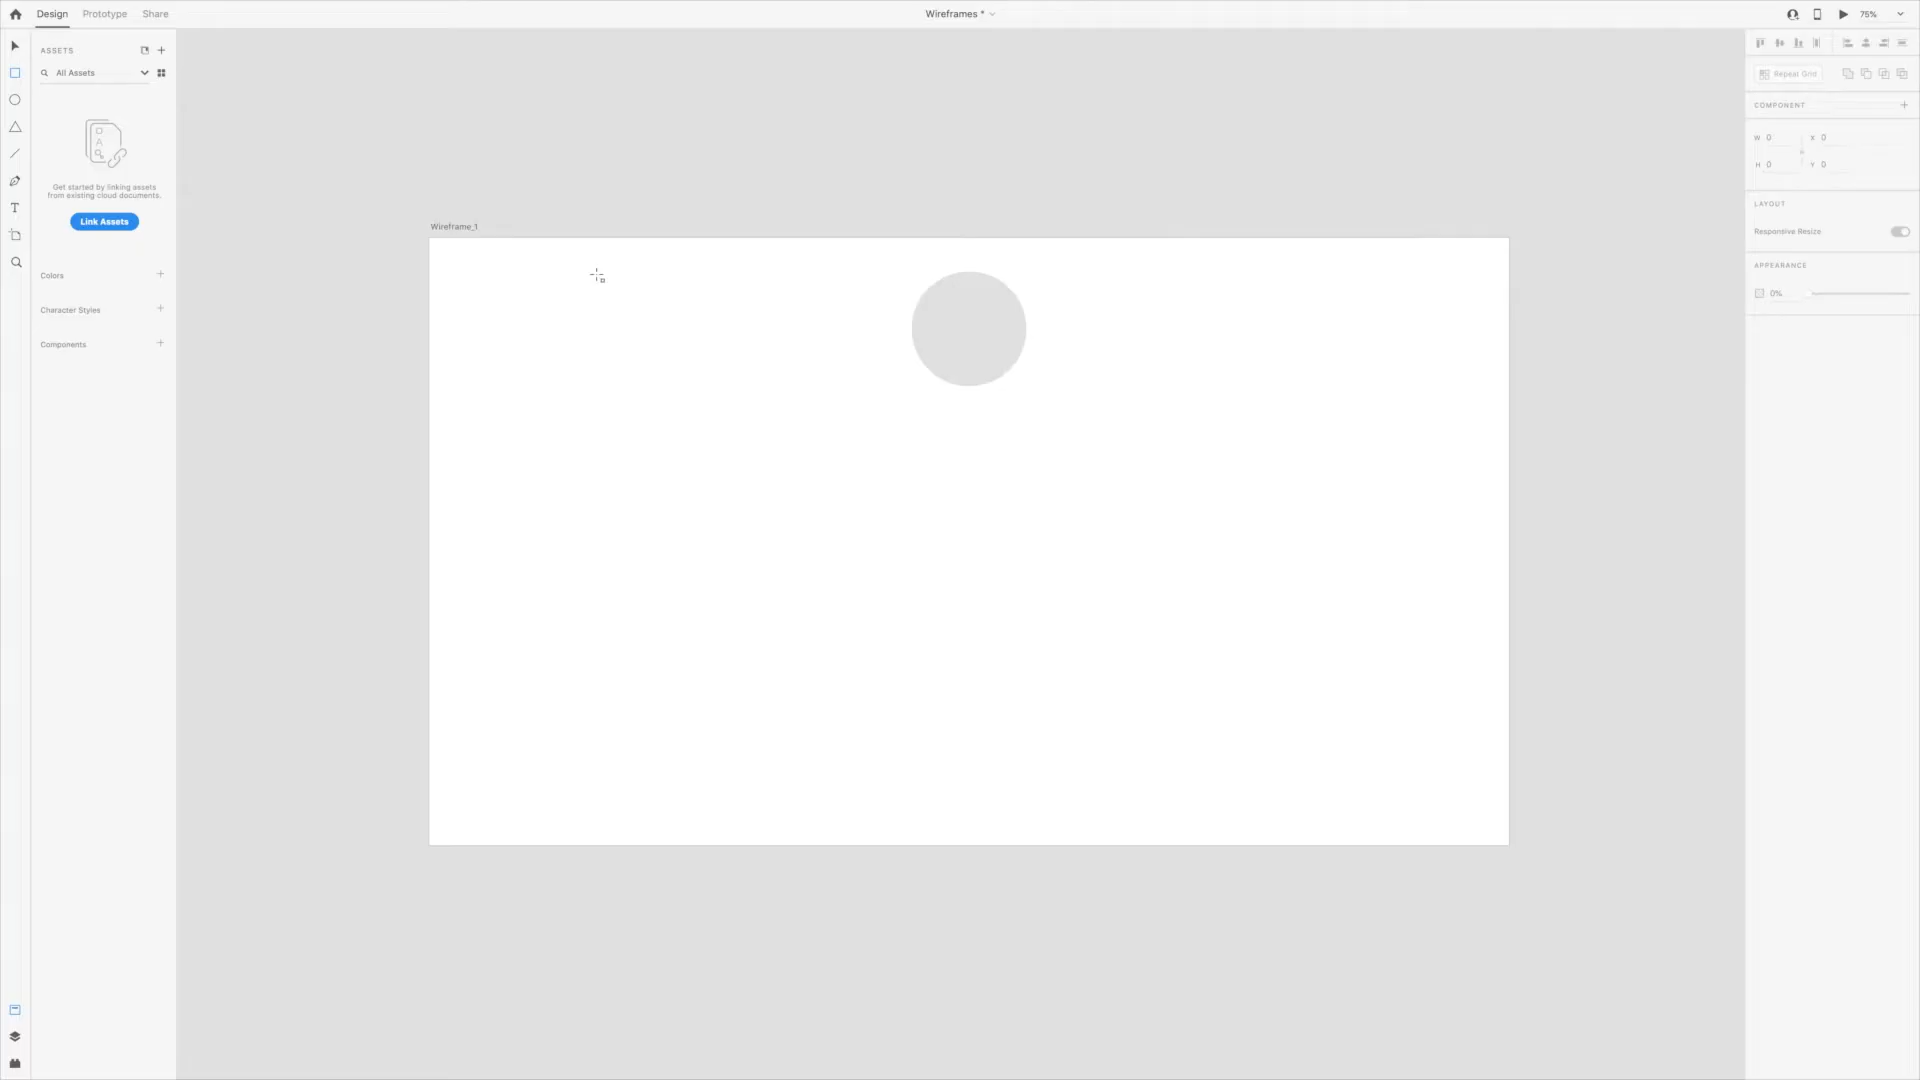 Design Prototype Share
Wireframes *
75%
ASSETS
All Assets
Get started by linking assets
from existing cloud documents.
Link Assets
Colors
Character Styles
Components
Wireframe_1
Repeat Grid
COMPONENT
W 0 X 0
H 0 Y 0
LAYOUT
Responsive Resize
APPEARANCE
0%